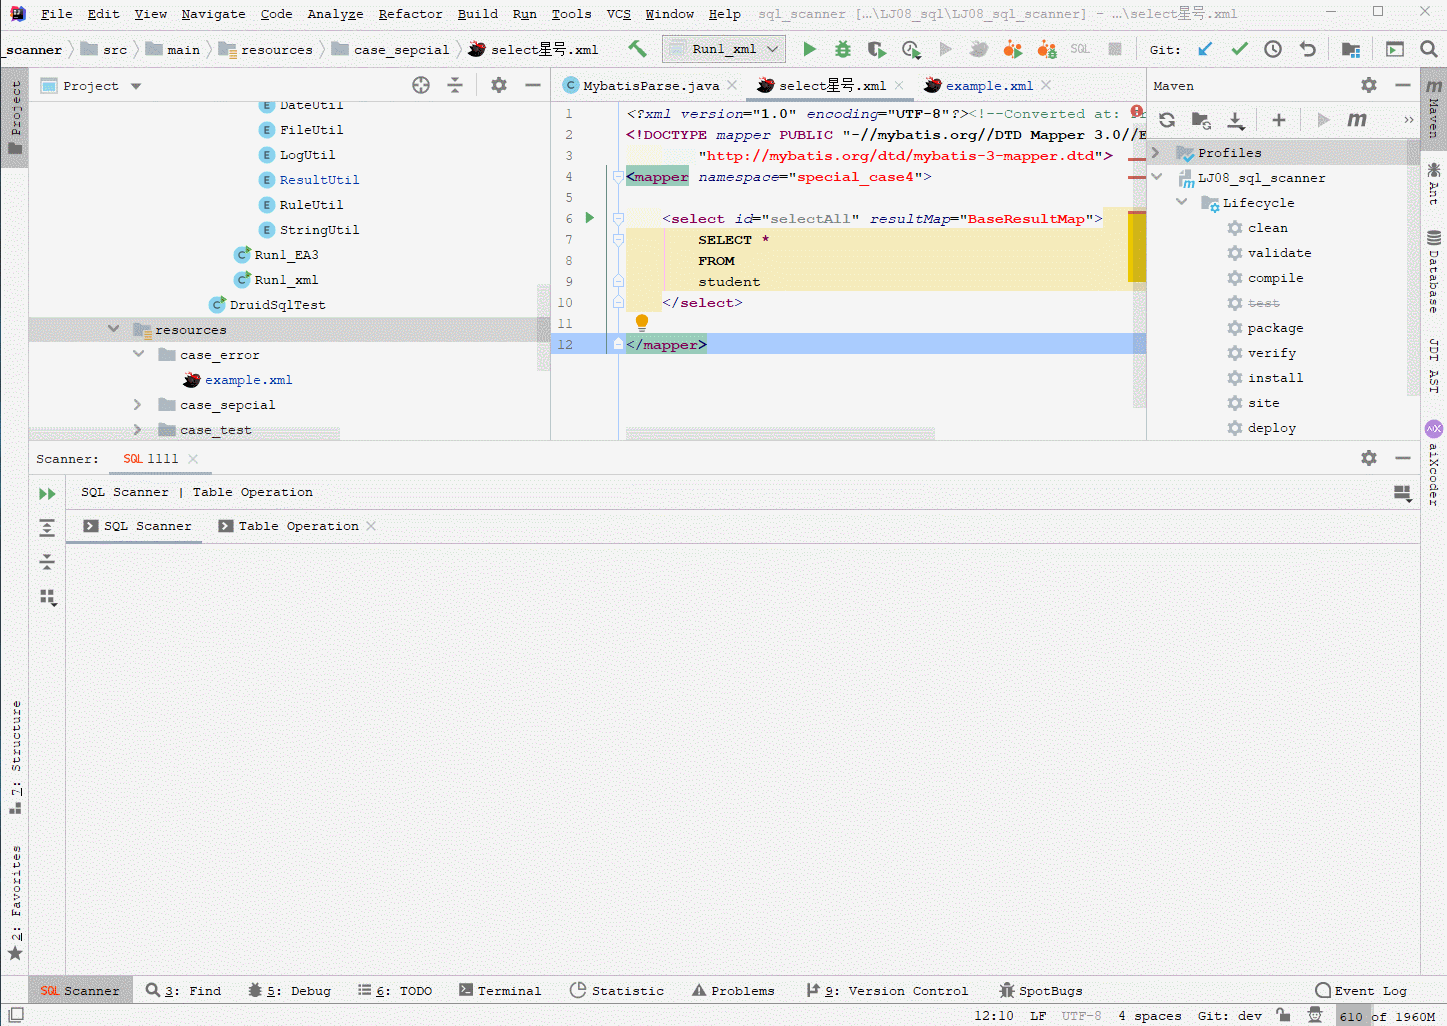 File Edit View Navigate Code Analyze Refactor Build Run Tools VCS Window Help sql_scanner [...\LJ08_sql\LJ08_sql_scanner] - ...\select星号.xml
_scanner src main resources case_sepcial select星号.xml Run1_xml SQL Git:
Project
MybatisParse.java select星号.xml example.xml
Maven
DateUtil
FileUtil
LogUtil
ResultUtil
RuleUtil
StringUtil
Run1_EA3
Run1_xml
DruidSqlTest
resources
case_error
example.xml
case_sepcial
case_test
1 <?xml version="1.0" encoding="UTF-8"?><!--Converted at:
2 <!DOCTYPE mapper PUBLIC "-//mybatis.org//DTD Mapper 3.0//E
3 "http://mybatis.org/dtd/mybatis-3-mapper.dtd">
4 <mapper namespace="special_case4">
5
6 <select id="selectAll" resultMap="BaseResultMap">
7 SELECT *
8 FROM
9 student
10 </select>
11
12 </mapper>
Profiles
LJ08_sql_scanner
Lifecycle
clean
validate
compile
test
package
verify
install
site
deploy
Project
7: Structure
2: Favorites
Maven
Ant
Database
JDT AST
aiXcoder
Scanner: SQL 1111
SQL Scanner | Table Operation
SQL Scanner Table Operation
SQL Scanner 3: Find 5: Debug 6: TODO Terminal Statistic Problems 9: Version Control SpotBugs Event Log
12:10 LF UTF-8 4 spaces Git: dev 610 of 1960M